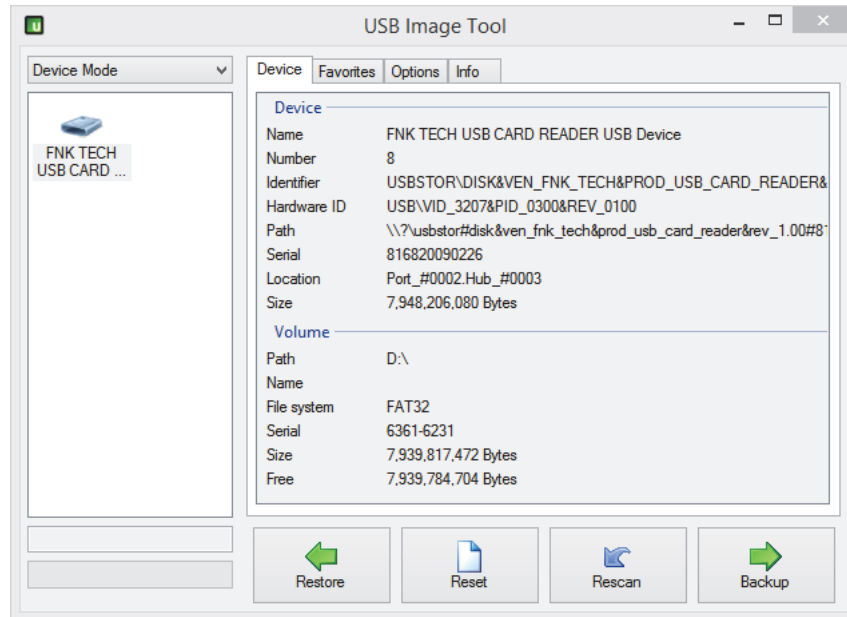 USB Image Tool
Device Mode
FNK TECH
USB CARD ...
Device Favorites Options Info
Device
Name FNK TECH USB CARD READER USB Device
Number 8
Identifier USBSTOR\DISK&VEN_FNK_TECH&PROD_USB_CARD_READER&
Hardware ID USB\VID_3207&PID_0300&REV_0100
Path \\?\usbstor#disk&ven_fnk_tech&prod_usb_card_reader&rev_1.00#8
Serial 816820090226
Location Port_#0002.Hub_#0003
Size 7,948,206,080 Bytes
Volume
Path D:\
Name
File system FAT32
Serial 6361-6231
Size 7,939,817,472 Bytes
Free 7,939,784,704 Bytes
Restore Reset Rescan Backup